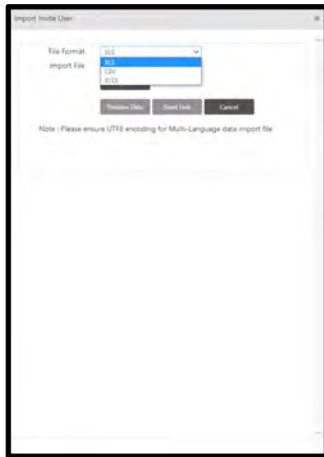 Import Invite User
File Format XLS
XLS
Import File
CSV
XLSX
Preview Data Send Link Cancel
Note : Please ensure UTF8 encoding for Multi-Language data import file